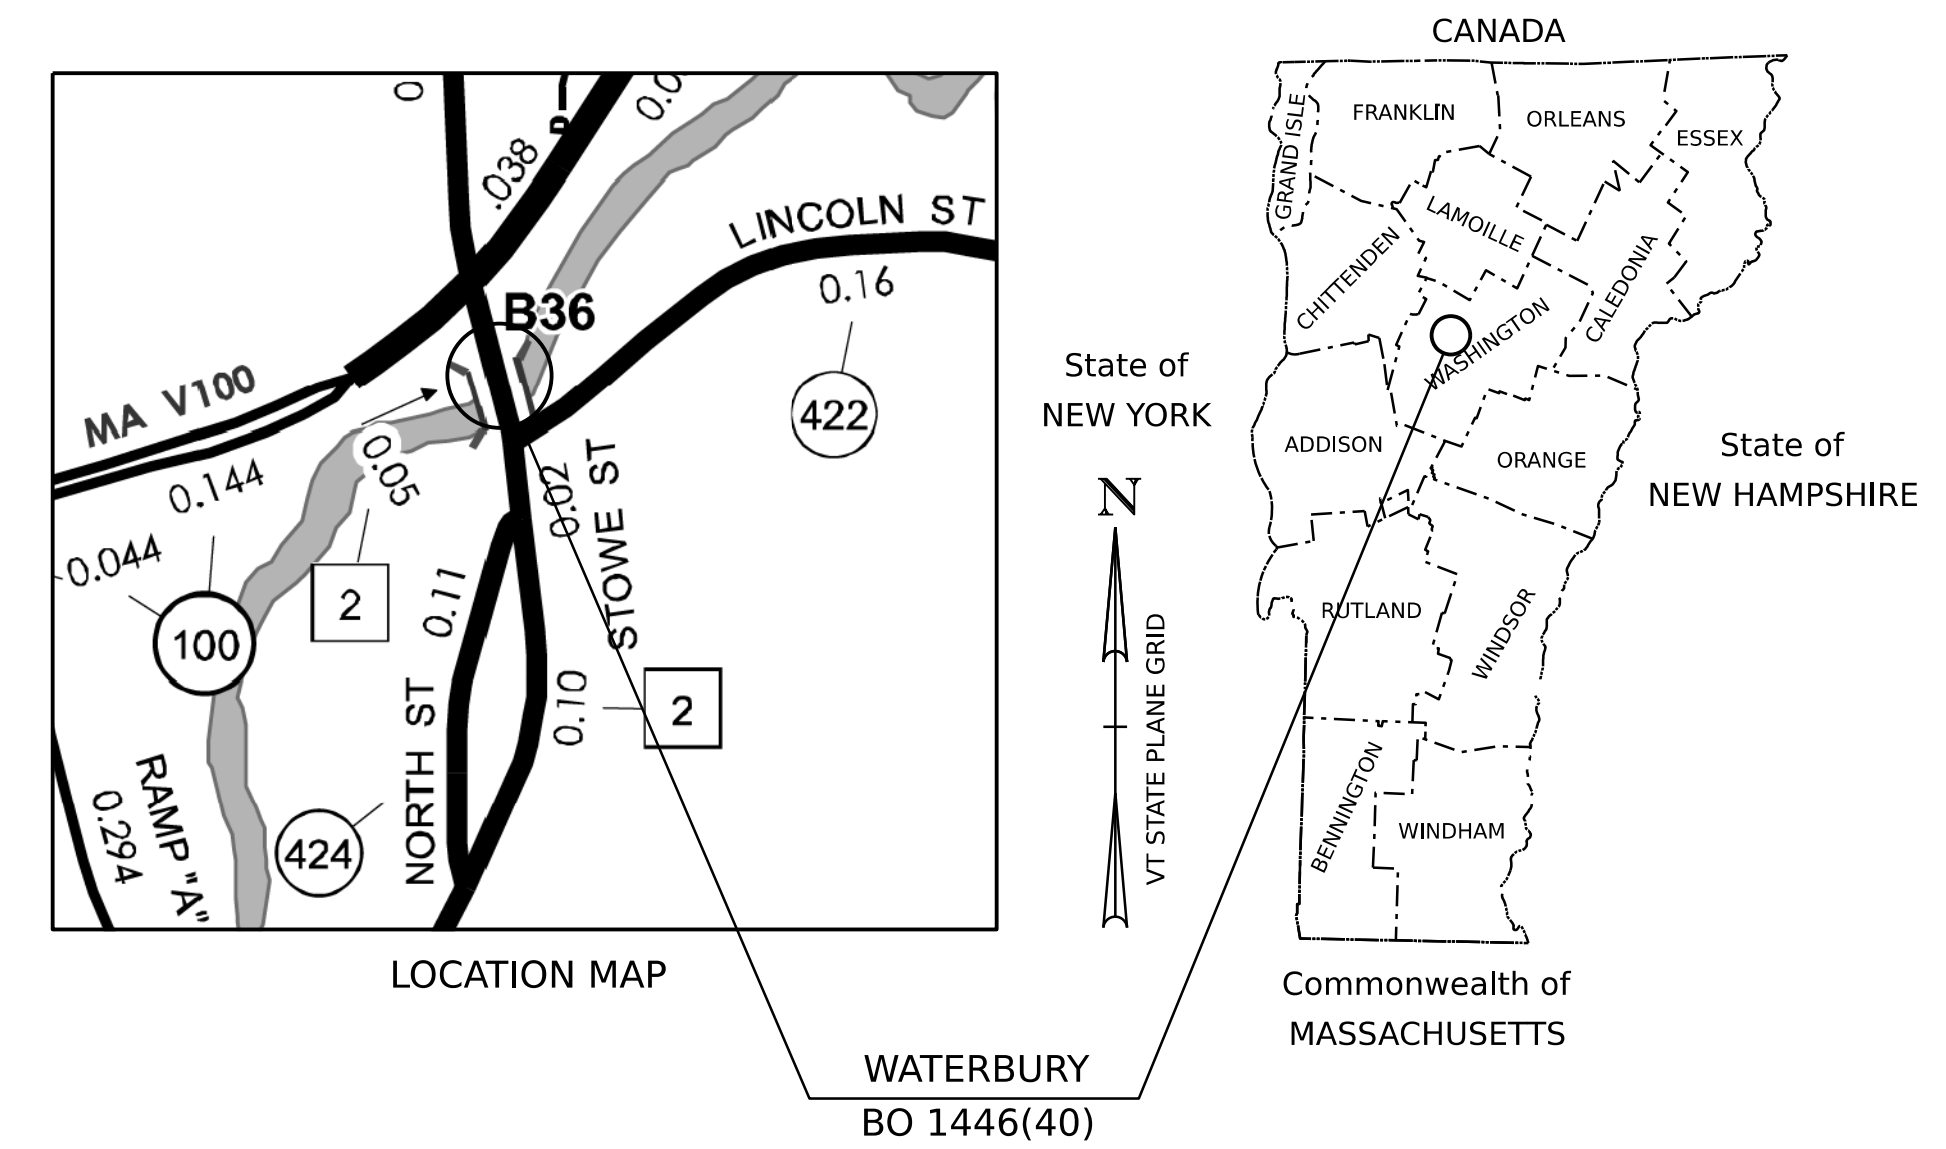 CANADA
0
.038
0.0
LINCOLN ST
0.16
422
B36
MA V100
0.144
0.05
0.044
100
2
0.02
STOWE ST
0.11
0.10
2
NORTH ST
424
RAMP "A"
0.294
LOCATION MAP
GRAND ISLE
FRANKLIN
ORLEANS
ESSEX
LAMOILLE
CHITTENDEN
CALEDONIA
WASHINGTON
State of
NEW YORK
ADDISON
ORANGE
State of
NEW HAMPSHIRE
N
VT STATE PLANE GRID
RUTLAND
WINDSOR
BENNINGTON
WINDHAM
Commonwealth of
MASSACHUSETTS
WATERBURY
BO 1446(40)